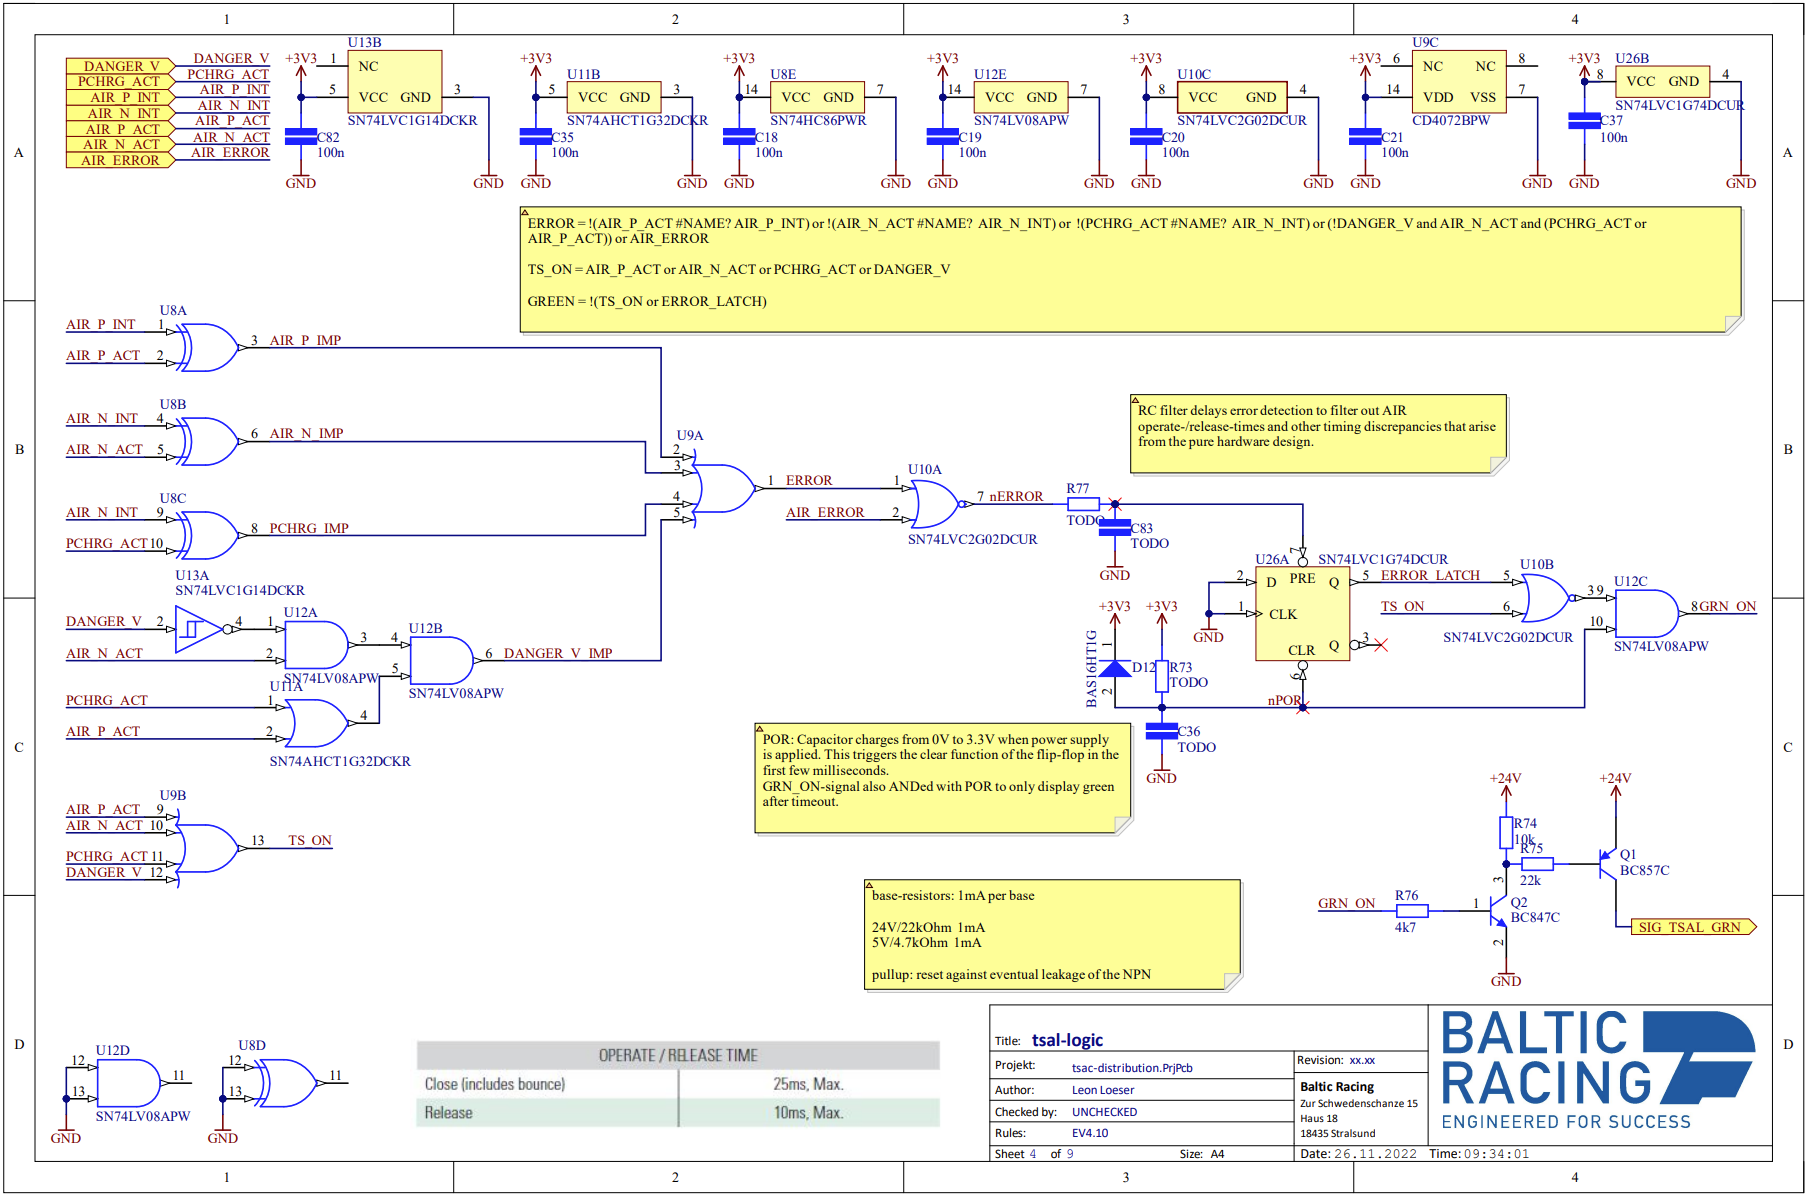 1 2 3 4
A
DANGER_V DANGER_V
PCHRG_ACT PCHRG_ACT
AIR_P_INT AIR_P_INT
AIR_N_INT AIR_N_INT
AIR_P_ACT AIR_P_ACT
AIR_N_ACT AIR_N_ACT
AIR_ERROR AIR_ERROR
+3V3 1 U13B NC 5 VCC GND 3
SN74LVC1G14DCKR
C82
100n
GND GND
+3V3 U11B 5 VCC GND 3
SN74AHCT1G32DCKR
C35
100n
GND GND
+3V3 U8E 14 VCC GND 7
SN74HC86PWR
C18
100n
GND GND
+3V3 U12E 14 VCC GND 7
SN74LV08APW
C19
100n
GND GND
+3V3 U10C 8 VCC GND 4
SN74LVC2G02DCUR
C20
100n
GND GND
+3V3 U9C 6 NC NC 8
14 VDD VSS 7
CD4072BPW
C21
100n
GND GND
+3V3 U26B 8 VCC GND 4
SN74LVC1G74DCUR
C37
100n
GND GND
A
ERROR = !(AIR_P_ACT #NAME? AIR_P_INT) or !(AIR_N_ACT #NAME? AIR_N_INT) or !(PCHRG_ACT #NAME? AIR_N_INT) or (!DANGER_V and AIR_N_ACT and (PCHRG_ACT or
AIR_P_ACT)) or AIR_ERROR
TS_ON = AIR_P_ACT or AIR_N_ACT or PCHRG_ACT or DANGER_V
GREEN = !(TS_ON or ERROR_LATCH)
B
U8A
AIR_P_INT 1
3 AIR_P_IMP
AIR_P_ACT 2
U8B
AIR_N_INT 4
6 AIR_N_IMP
AIR_N_ACT 5
U8C
AIR_N_INT 9
8 PCHRG_IMP
PCHRG_ACT 10
U9A
2
3
4
5
1 ERROR
AIR_ERROR
U10A
1
2
7 nERROR
SN74LVC2G02DCUR
RC filter delays error detection to filter out AIR
operate-/release-times and other timing discrepancies that arise
from the pure hardware design.
R77
TODO
C83
TODO
GND
B
U13A
SN74LVC1G14DCKR
DANGER_V 2 4
U12A
1 3
AIR_N_ACT 2
SN74LV08APW
U12B
4
5
6 DANGER_V_IMP
SN74LV08APW
U11A
PCHRG_ACT 1
4
AIR_P_ACT 2
SN74AHCT1G32DCKR
C
U26A SN74LVC1G74DCUR
7
2 D PRE Q 5 ERROR_LATCH
1 CLK
GND
CLR Q 3
6
nPOR
+3V3 +3V3
1
BAS16HT1G
D12
2
R73
TODO
C36
TODO
GND
U10B
5
TS_ON 6
3
SN74LVC2G02DCUR
U12C
9
10
8 GRN_ON
SN74LV08APW
C
POR: Capacitor charges from 0V to 3.3V when power supply
is applied. This triggers the clear function of the flip-flop in the
first few milliseconds.
GRN_ON-signal also ANDed with POR to only display green
after timeout.
U9B
AIR_P_ACT 9
AIR_N_ACT 10
13 TS_ON
PCHRG_ACT 11
DANGER_V 12
base-resistors: 1mA per base
24V/22kOhm 1mA
5V/4.7kOhm 1mA
pullup: reset against eventual leakage of the NPN
+24V +24V
R74
10k
R75
22k
Q1
BC857C
GRN_ON R76
4k7
1 3 2
Q2
BC847C
GND
SIG_TSAL_GRN
D
U12D
12
13
11
SN74LV08APW
GND
U8D
12
13
11
GND
OPERATE / RELEASE TIME
Close (includes bounce) 25ms, Max.
Release 10ms, Max.
Title: tsal-logic
Projekt: tsac-distribution.PrjPcb
Author: Leon Loeser
Checked by: UNCHECKED
Rules: EV4.10
Sheet 4 of 9 Size: A4
Revision: xx.xx
Baltic Racing
Zur Schwedenschanze 15
Haus 18
18435 Stralsund
Date: 26.11.2022 Time: 09:34:01
BALTIC
RACING
ENGINEERED FOR SUCCESS
D
1 2 3 4